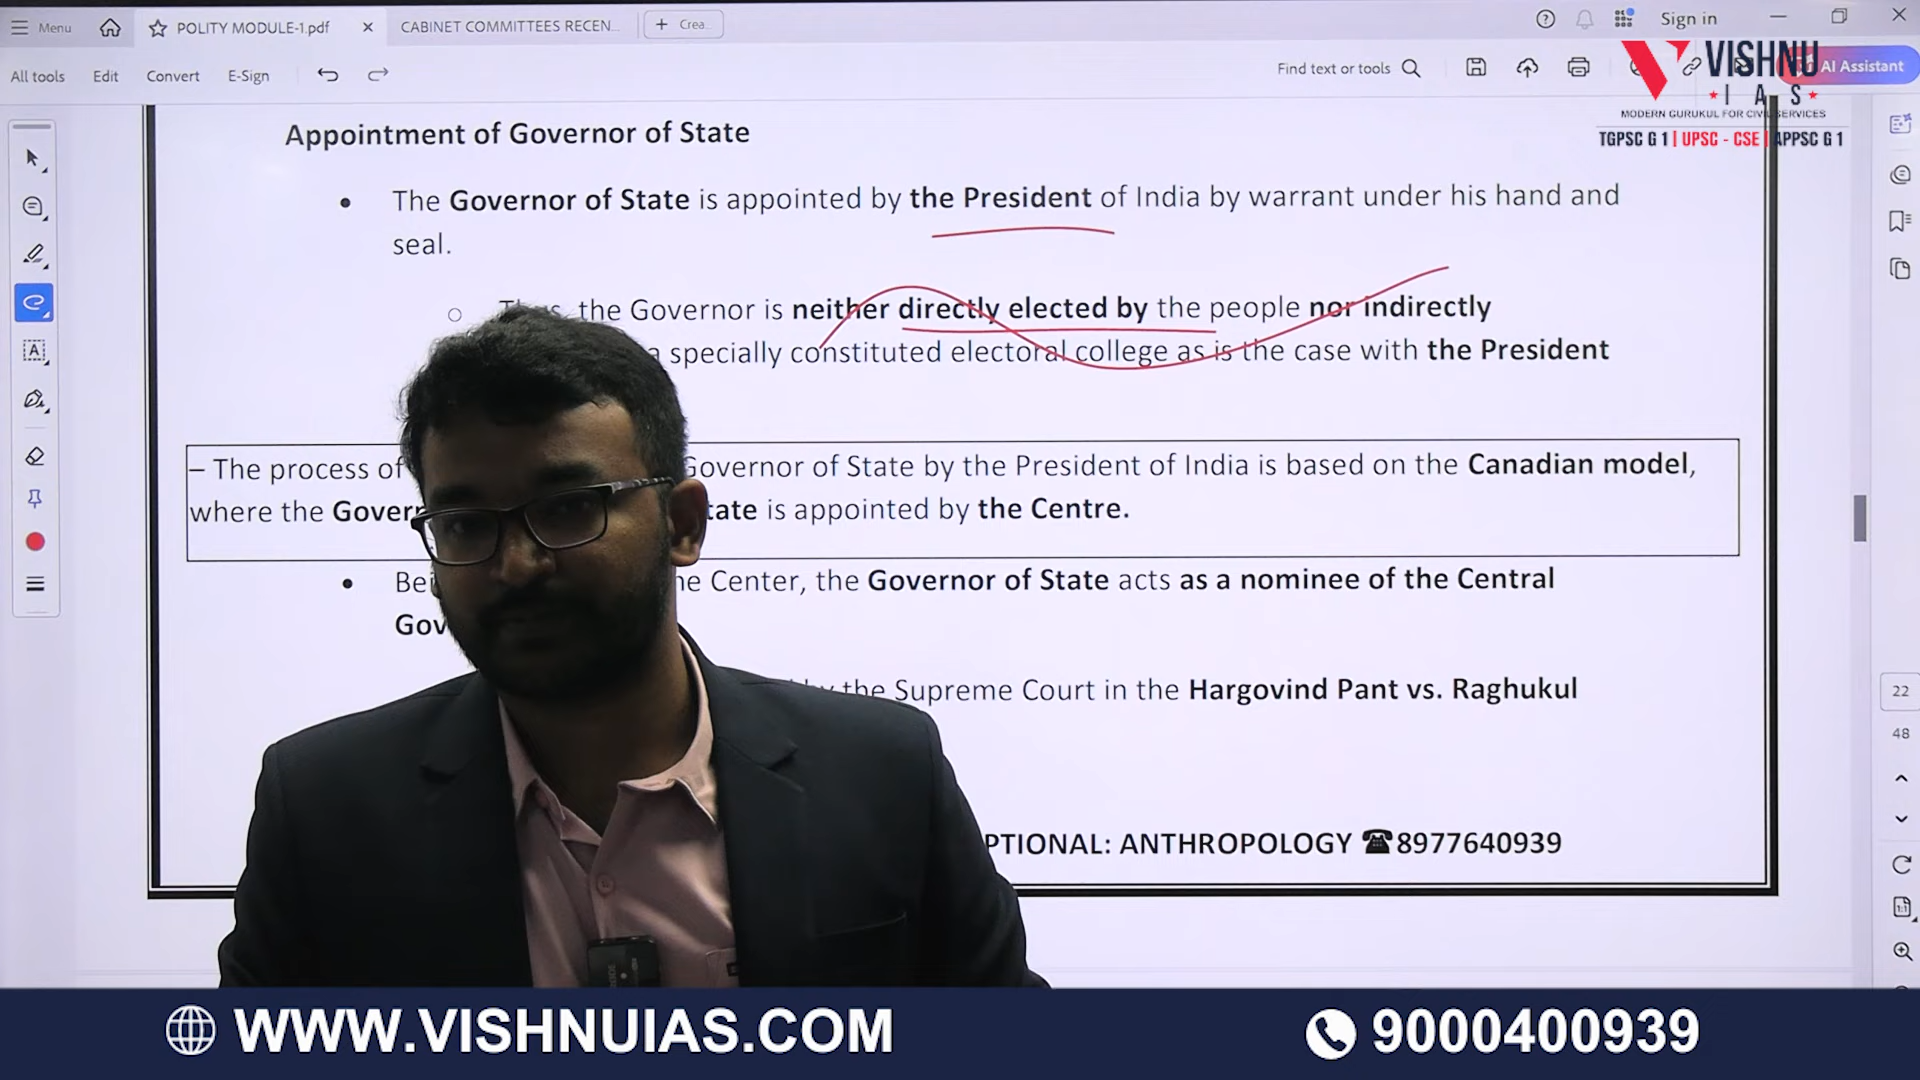 Menu
POLITY MODULE-1.pdf
CABINET COMMITTEES RECEN...
Crea
Sign in
All tools
Edit
Convert
E-Sign
Find text or tools
AI Assistant
VISHNU
IAS
MODERN GURUKUL FOR CIVIL SERVICES
TGPSC G 1 | UPSC - CSE | APPSC G 1
Appointment of Governor of State
The Governor of State is appointed by the President of India by warrant under his hand and
seal.
the Governor is neither directly elected by the people nor indirectly
a specially constituted electoral college as is the case with the President
– The process of Governor of State by the President of India is based on the Canadian model,
where the is appointed by the Centre.
Center, the Governor of State acts as a nominee of the Central
by the Supreme Court in the Hargovind Pant vs. Raghukul
ANTHROPOLOGY ☎8977640939
22
48
WWW.VISHNUIAS.COM
9000400939